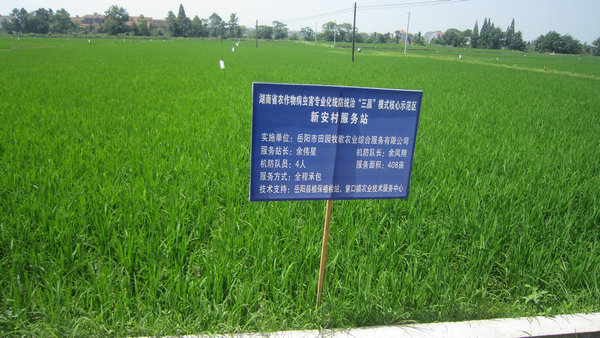 湖南省农作物病虫害专业化统防统治“三赢”模式核心示范区
新安村服务站
实施单位：岳阳市田园牧歌农业综合服务有限公司
服务站长：余伟星 机防队长：余凤翔
机防队员：4人 服务面积：408亩
服务方式：全程承包
技术支持：岳阳县植保植检站、筻口镇农业技术服务中心